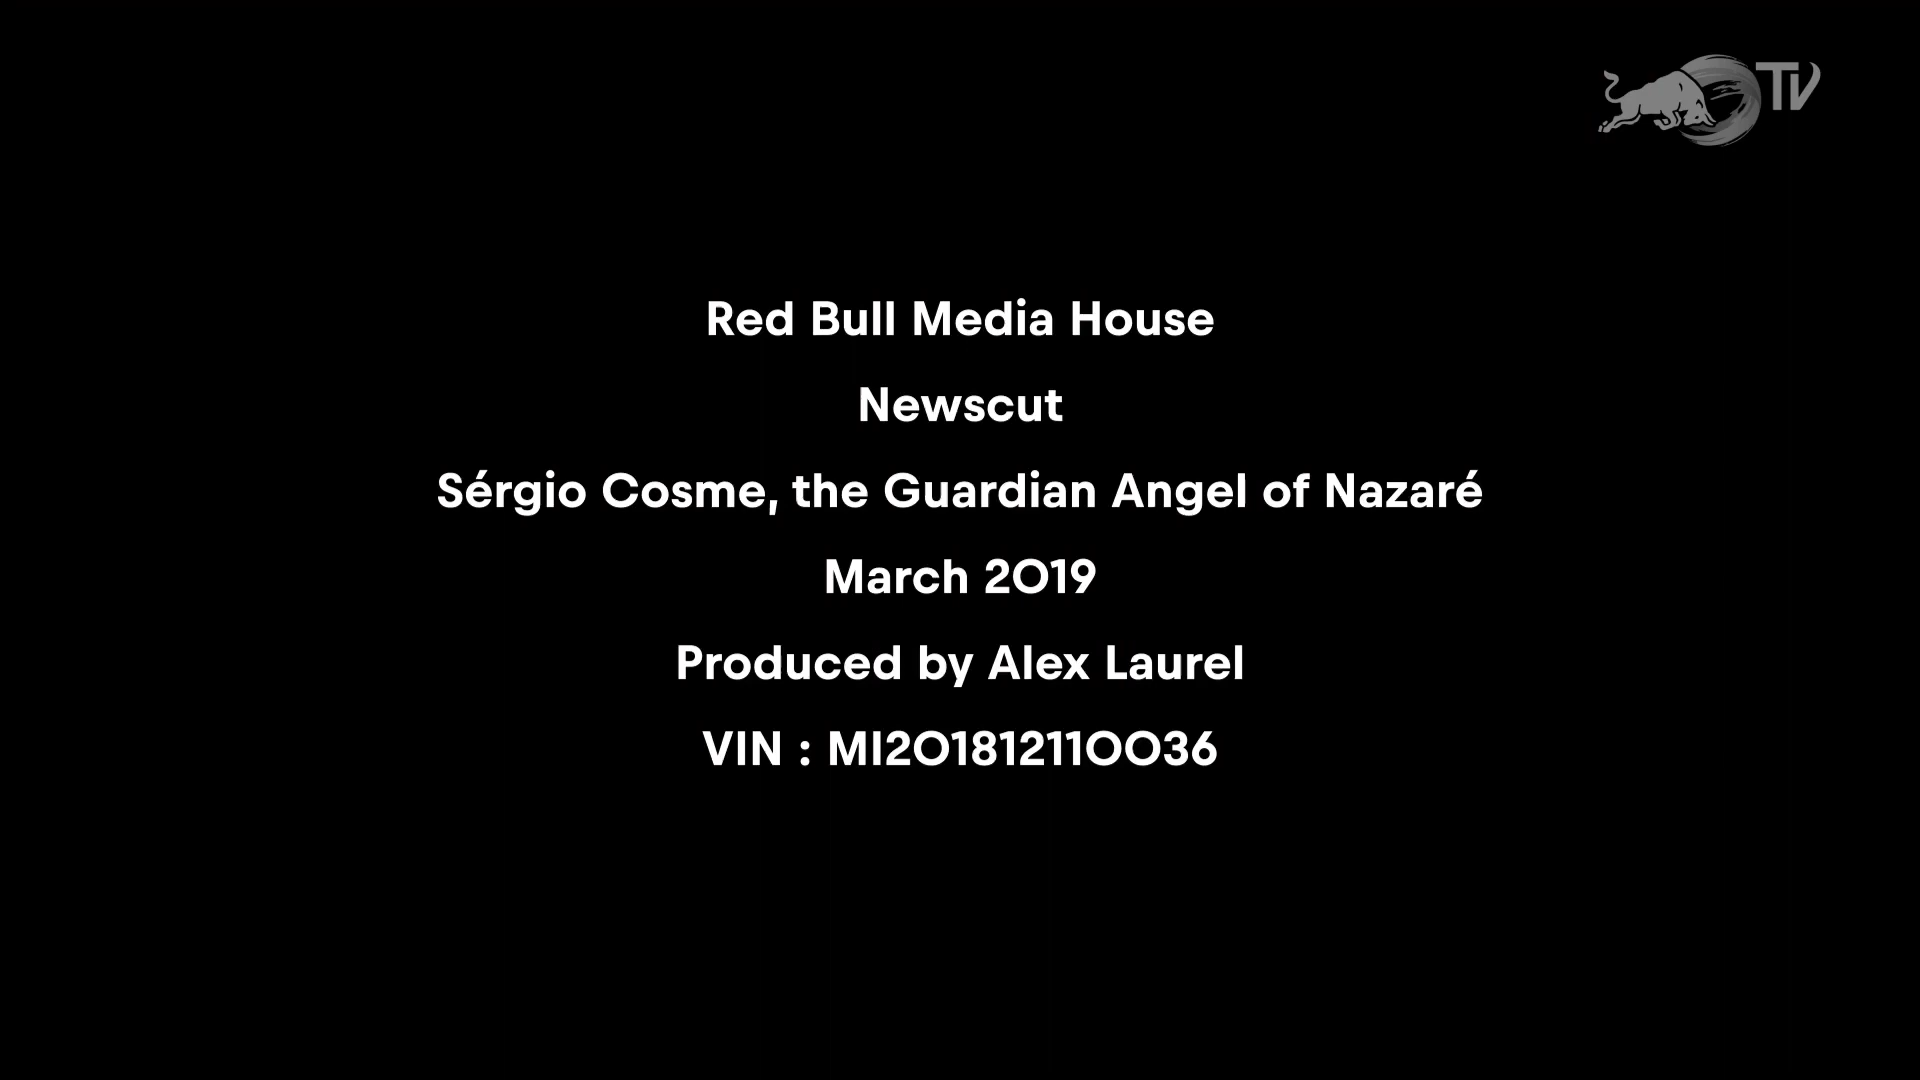 TV
Red Bull Media House
Newscut
Sérgio Cosme, the Guardian Angel of Nazaré
March 2019
Produced by Alex Laurel
VIN : MI201812110036